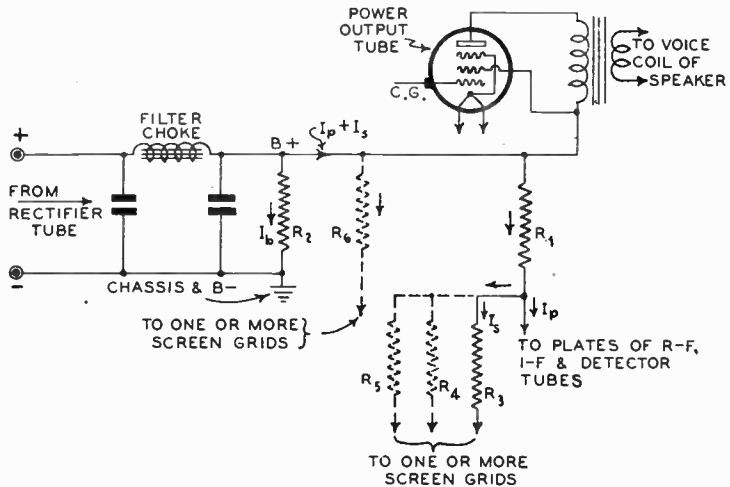 POWER
OUTPUT
TUBE
TO VOICE
COIL OF
SPEAKER
C.G.
FILTER
CHOKE
B+
Ip+Is
+
FROM
RECTIFIER
TUBE
Ib
R2
R6
R1
–
CHASSIS & B–
TO ONE OR MORE
SCREEN GRIDS
Is
Ip
TO PLATES OF R-F,
I-F & DETECTOR
TUBES
R5
R4
R3
TO ONE OR MORE
SCREEN GRIDS